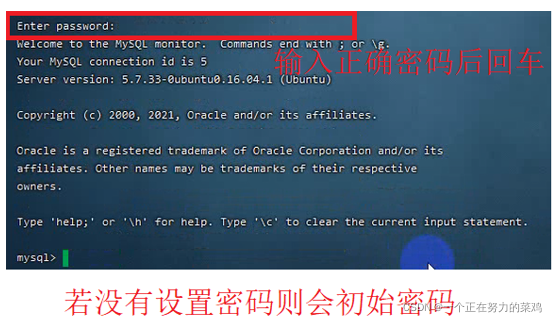 Enter password:
Welcome to the MySQL monitor.  Commands end with ; or \g.
Your MySQL connection id is 5
输入正确密码后回车
Server version: 5.7.33-0ubuntu0.16.04.1 (Ubuntu)
Copyright (c) 2000, 2021, Oracle and/or its affiliates.
Oracle is a registered trademark of Oracle Corporation and/or its
affiliates. Other names may be trademarks of their respective
owners.
Type 'help;' or '\h' for help. Type '\c' to clear the current input statement.
mysql>
若没有设置密码则会初始密码
CSDN @一个正在努力的菜鸡